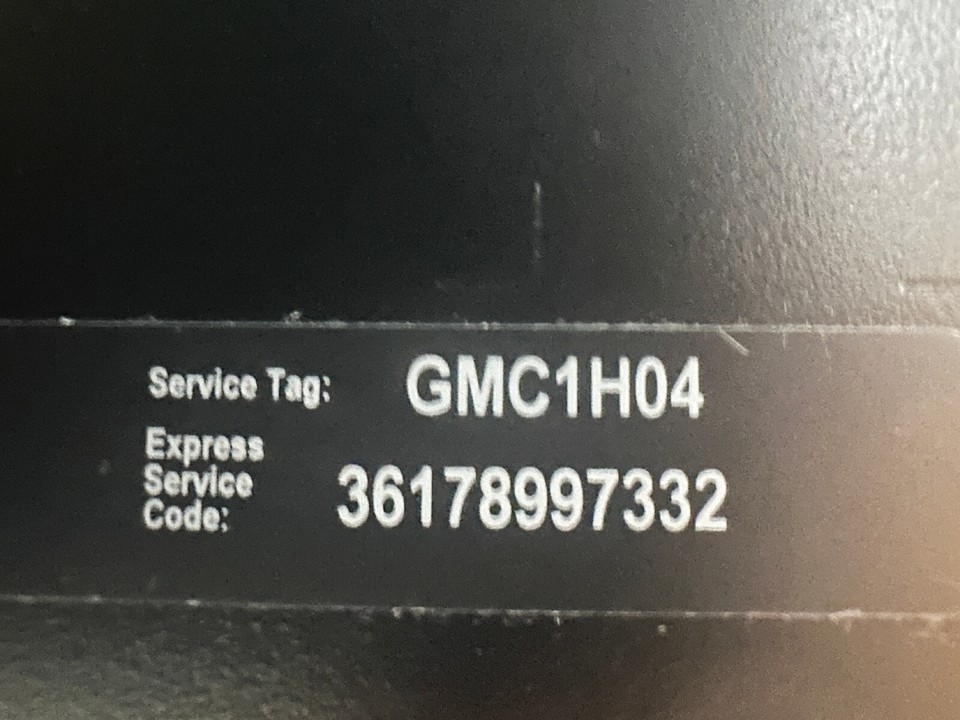 Service Tag: GMC1H04
Express
Service
Code: 36178997332